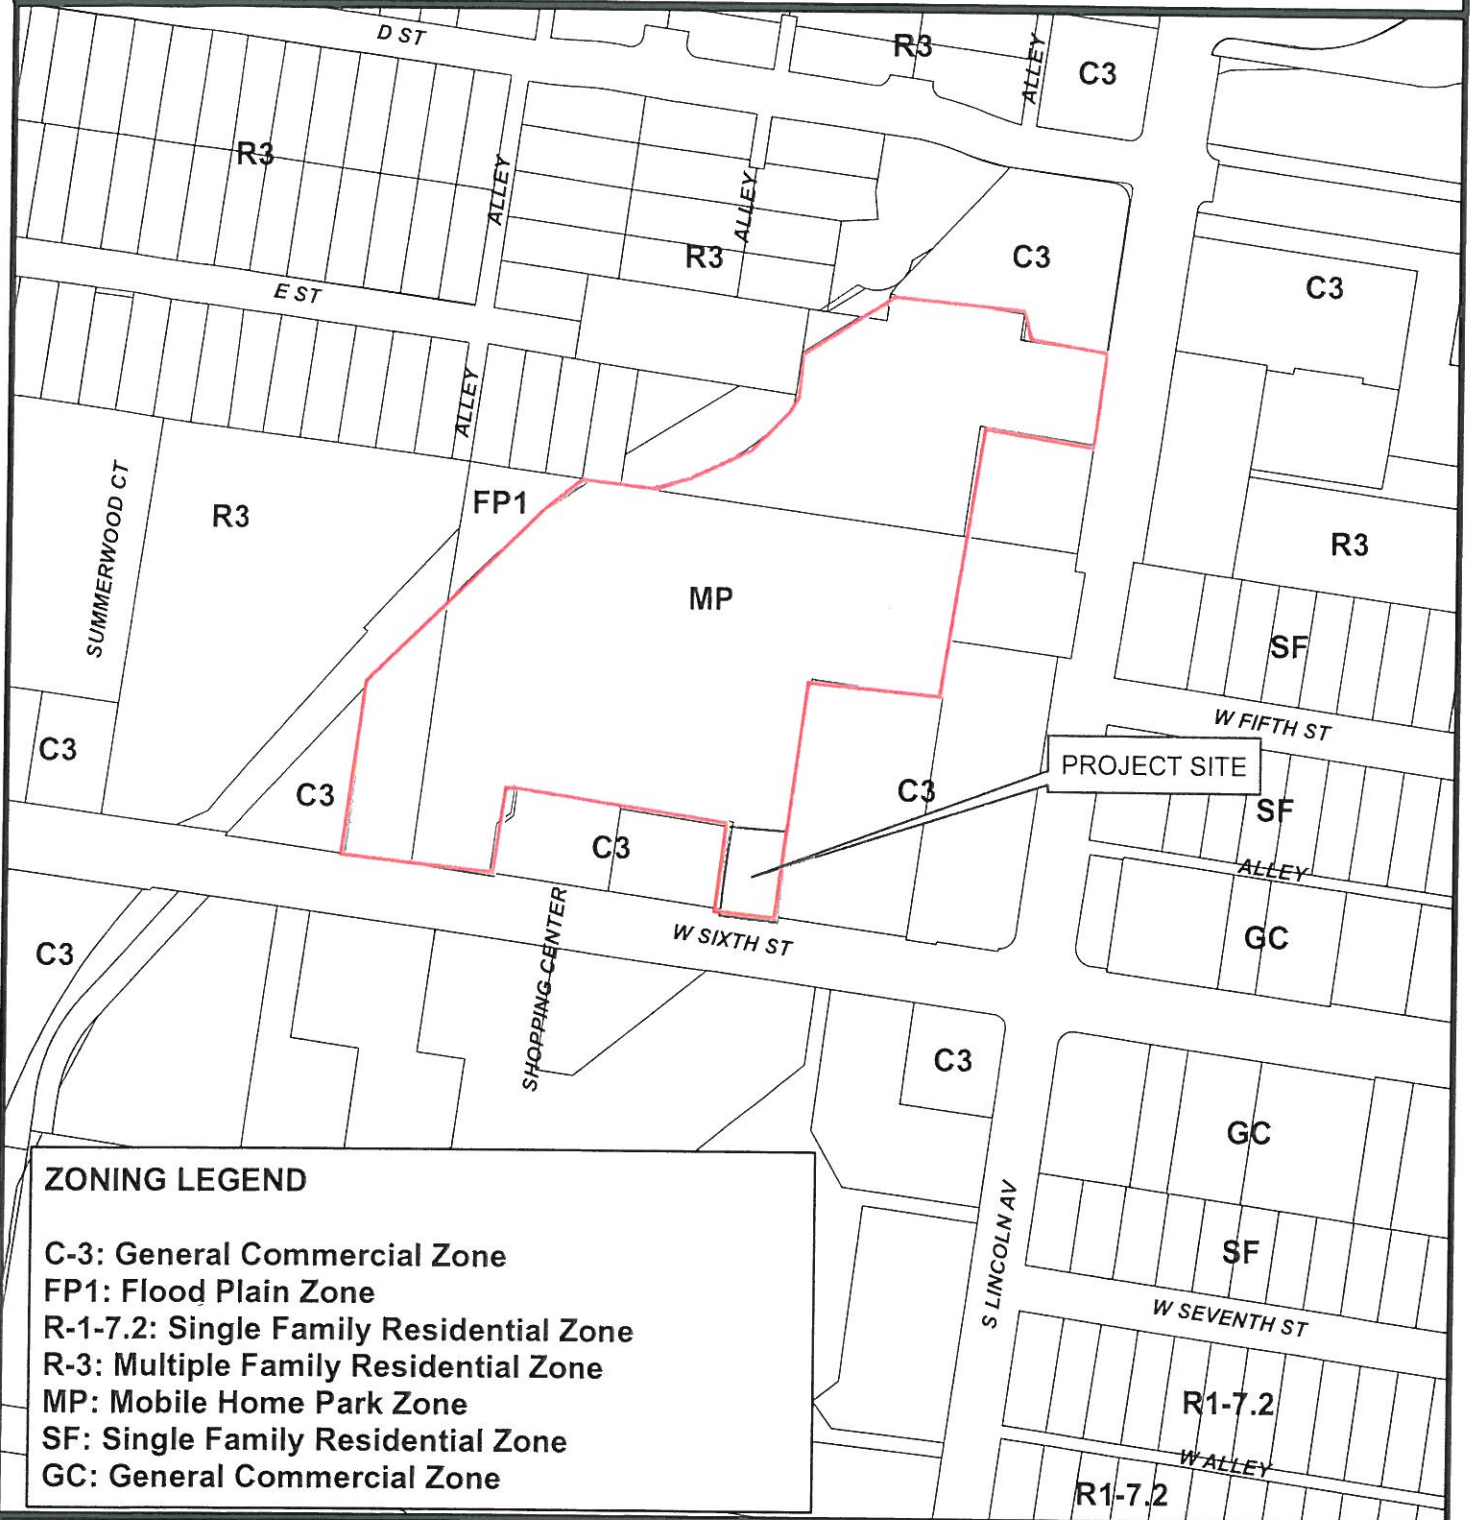 D ST
R3
ALLEY
C3
R3
ALLEY
ALLEY
R3
C3
C3
E ST
ALLEY
SUMMERWOOD CT
R3
FP1
R3
MP
SF
W FIFTH ST
C3
PROJECT SITE
C3
C3
C3
SF
ALLEY
SHOPPING CENTER
W SIXTH ST
GC
C3
C3
GC
S LINCOLN AV
SF
W SEVENTH ST
R1-7.2
W ALLEY
R1-7.2
ZONING LEGEND
C-3: General Commercial Zone
FP1: Flood Plain Zone
R-1-7.2: Single Family Residential Zone
R-3: Multiple Family Residential Zone
MP: Mobile Home Park Zone
SF: Single Family Residential Zone
GC: General Commercial Zone